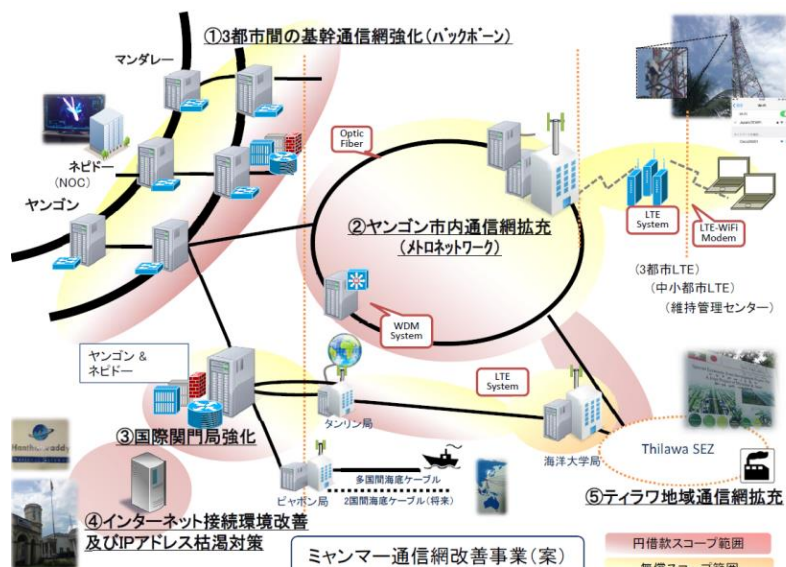 ①3都市間の基幹通信網強化(バックボーン)
マンダレー
ネピドー
(NOC)
ヤンゴン
Optic
Fiber
②ヤンゴン市内通信網拡充
(メトロネットワーク)
WDM
System
LTE
System
LTE-WiFi
Modem
(3都市LTE)
(中小都市LTE)
(維持管理センター)
ヤンゴン &
ネピドー
③国際関門局強化
タンリン局
LTE
System
海洋大学局
Thilawa SEZ
⑤ティラワ地域通信網拡充
ピャポン局
多国間海底ケーブル
2国間海底ケーブル(将来)
④インターネット接続環境改善
及びIPアドレス枯渇対策
ミャンマー通信網改善事業(案)
円借款スコープ範囲
無償スコープ範囲